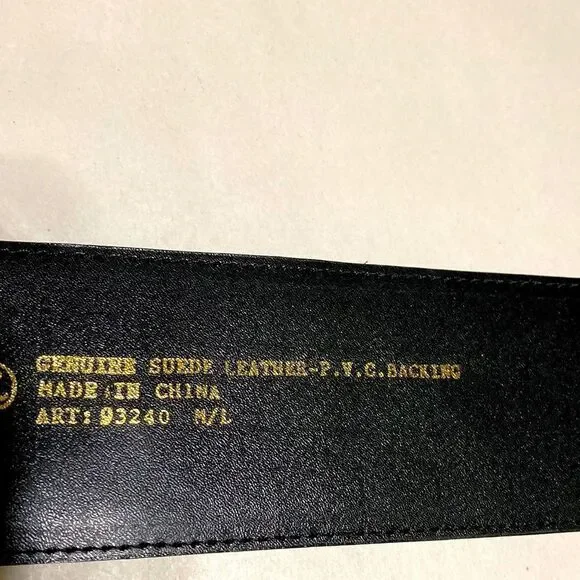 GENUINE SUEDE LEATHER-P.V.C.BACKING
MADE IN CHINA
ART: 93240 M/L